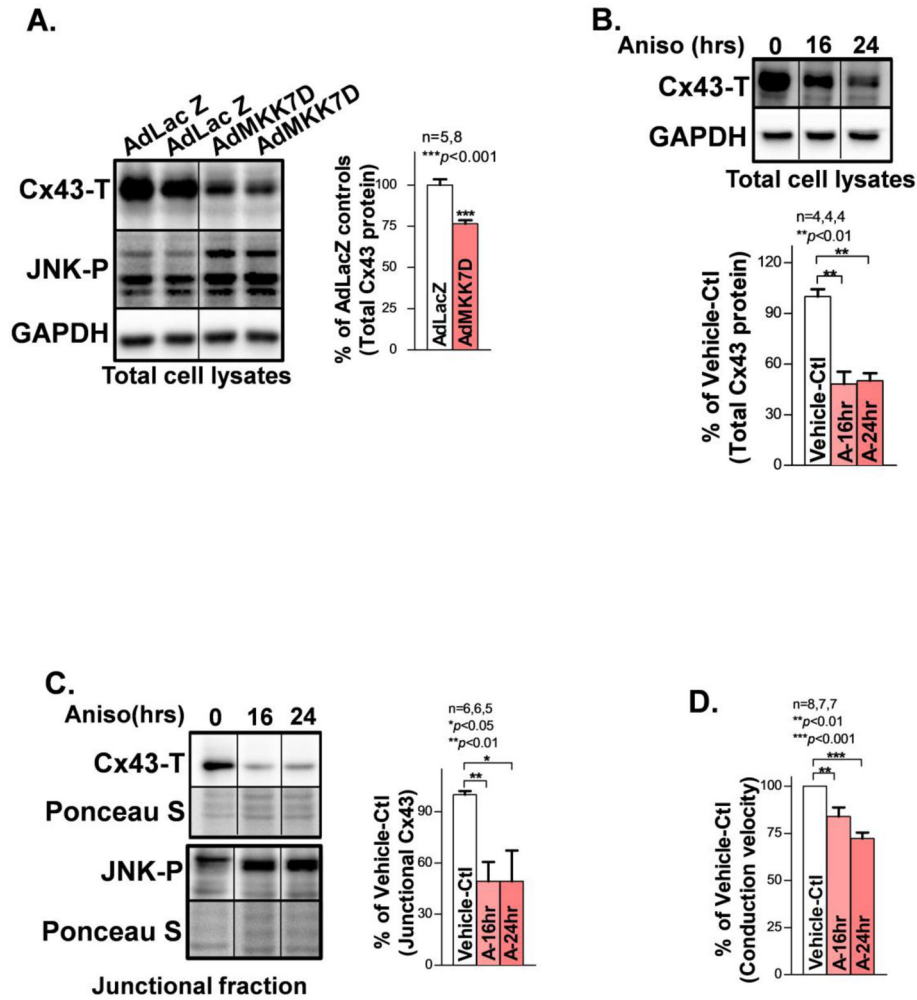 A.
AdLac Z
AdLac Z
AdMKK7D
AdMKK7D
Cx43-T
JNK-P
GAPDH
Total cell lysates
n=5,8
***p<0.001
% of AdLacZ controls
(Total Cx43 protein)
100
75
50
25
0
***
AdLacZ
AdMKK7D
B.
Aniso (hrs) 0 16 24
Cx43-T
GAPDH
Total cell lysates
n=4,4,4
**p<0.01
% of Vehicle-Ctl
(Total Cx43 protein)
120
90
60
30
0
**
**
Vehicle-Ctl
A-16hr
A-24hr
C.
Aniso(hrs) 0 16 24
Cx43-T
Ponceau S
JNK-P
Ponceau S
Junctional fraction
n=6,6,5
*p<0.05
**p<0.01
% of Vehicle-Ctl
(Junctional Cx43)
90
60
30
0
*
**
Vehicle-Ctl
A-16hr
A-24hr
D.
n=8,7,7
**p<0.01
***p<0.001
% of Vehicle-Ctl
(Conduction velocity)
100
75
50
25
0
***
**
Vehicle-Ctl
A-16hr
A-24hr